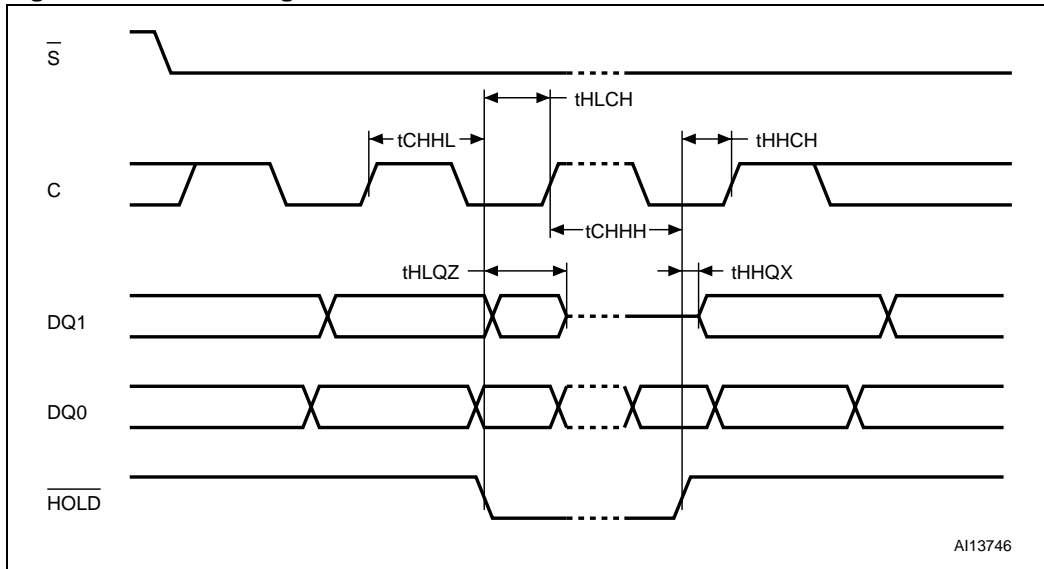 S
tHLCH
tCHHL
tHHCH
C
tCHHH
tHLQZ
tHHQX
DQ1
DQ0
HOLD
AI13746